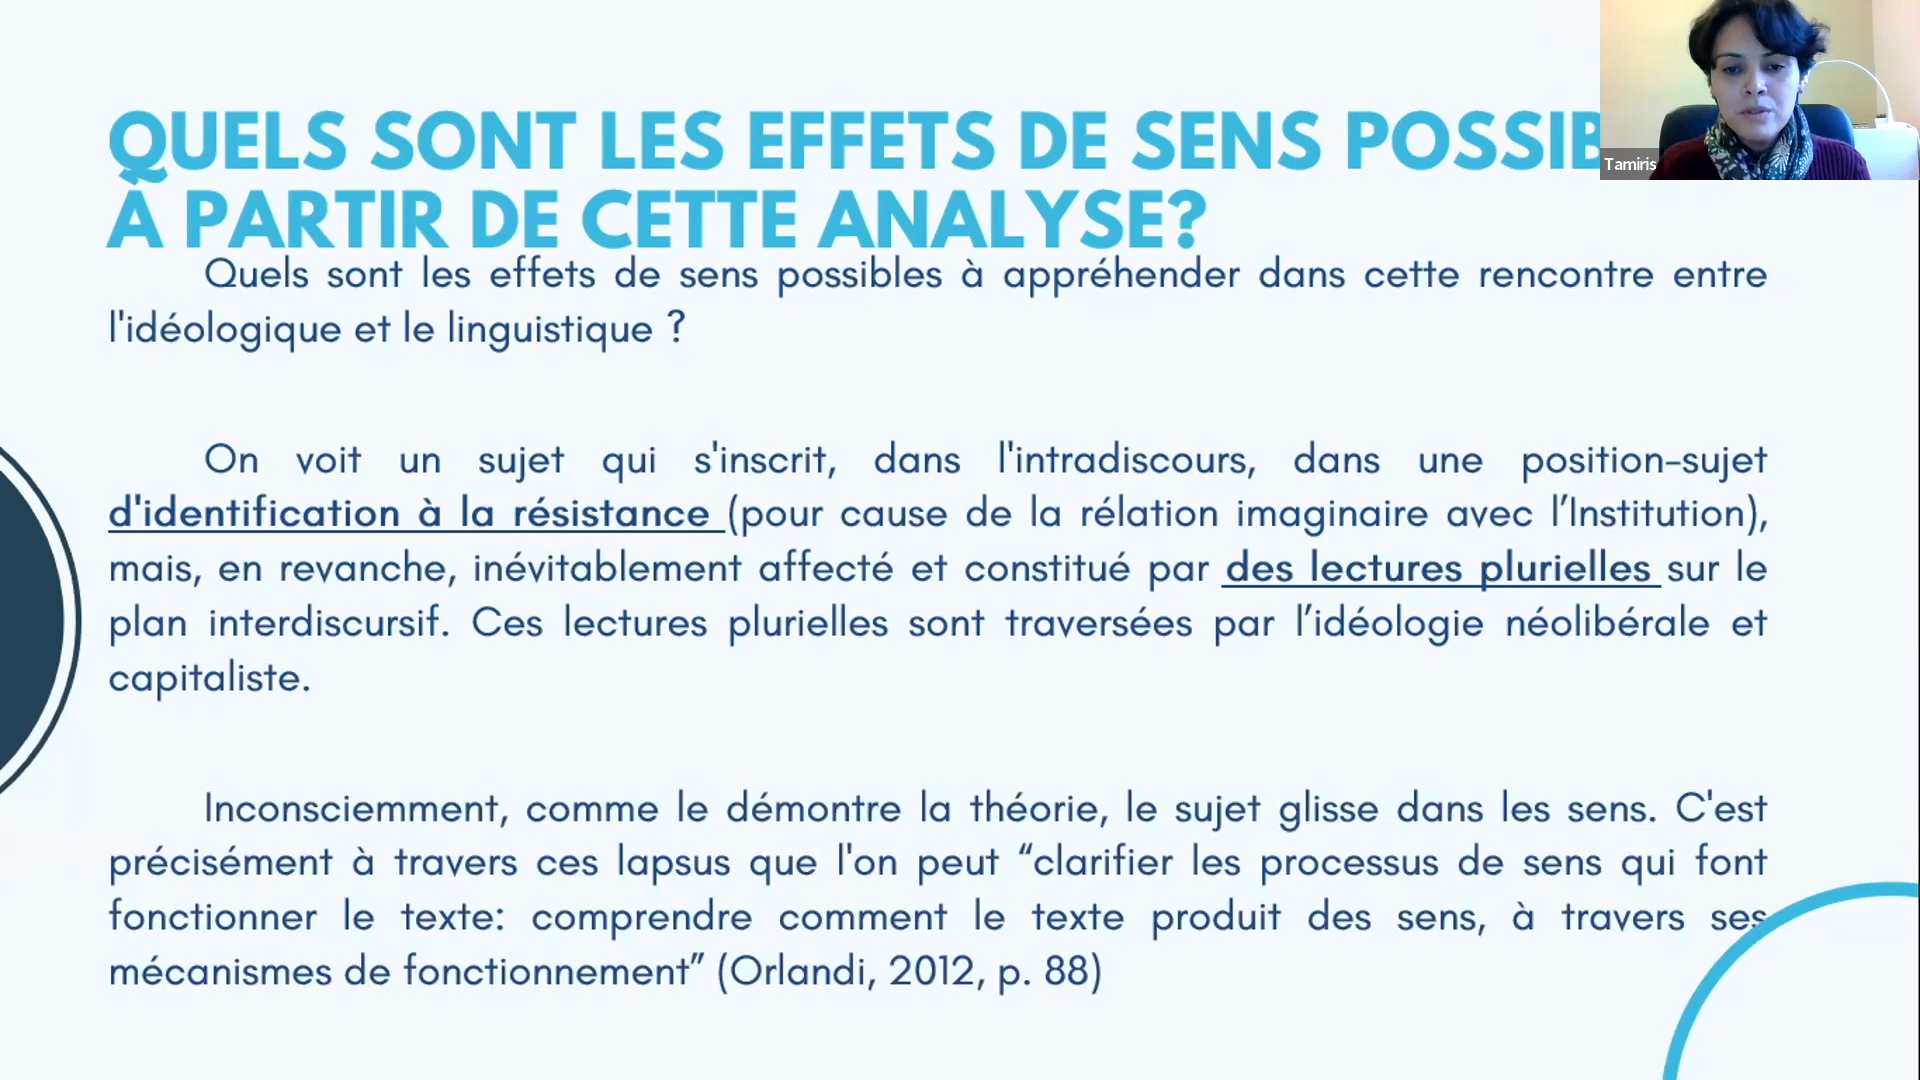 QUELS SONT LES EFFETS DE SENS POSSIB
À PARTIR DE CETTE ANALYSE?
Tamiris
Quels sont les effets de sens possibles à appréhender dans cette rencontre entre
l'idéologique et le linguistique ?
On voit un sujet qui s'inscrit, dans l'intradiscours, dans une position-sujet
d'identification à la résistance (pour cause de la rélation imaginaire avec l’Institution),
mais, en revanche, inévitablement affecté et constitué par des lectures plurielles sur le
plan interdiscursif. Ces lectures plurielles sont traversées par l’idéologie néolibérale et
capitaliste.
Inconsciemment, comme le démontre la théorie, le sujet glisse dans les sens. C'est
précisément à travers ces lapsus que l'on peut “clarifier les processus de sens qui font
fonctionner le texte: comprendre comment le texte produit des sens, à travers ses
mécanismes de fonctionnement” (Orlandi, 2012, p. 88)